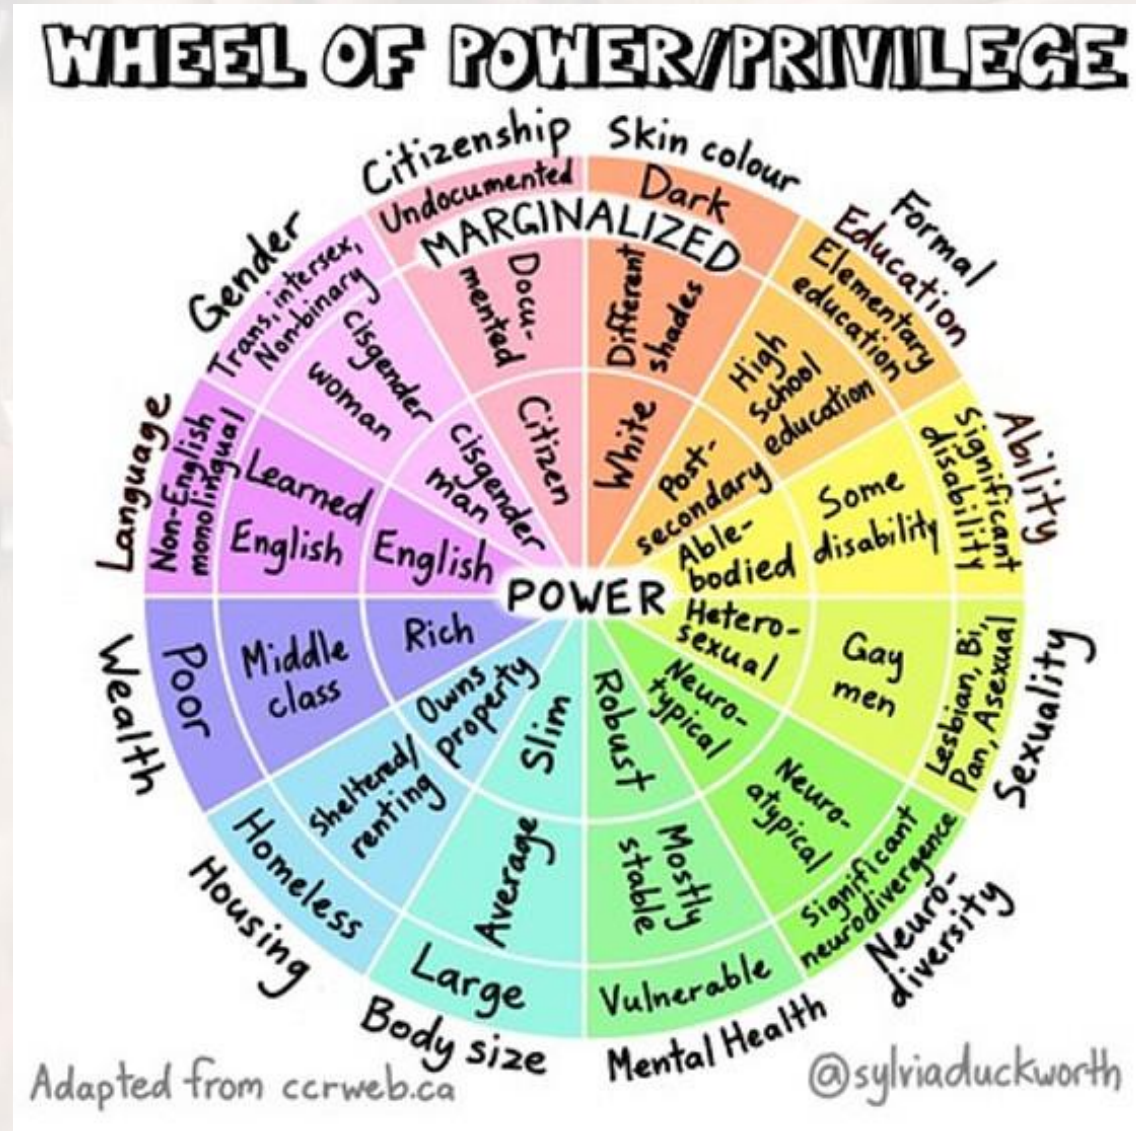 WHEEL OF POWER/PRIVILEGE
Citizenship
Undocumented
Docu-
mented
Citizen
Skin colour
Dark
Different
shades
White
Formal
Education
Elementary
education
High
School
education
Post-
secondary
Ability
Significant
disability
Some
disability
Able-
bodied
Sexuality
Lesbian, Bi,
Pan, Asexual
Gay
men
Hetero-
sexual
Neuro-
diversity
Significant
neurodivergence
Neuro-
atypical
Neuro-
typical
Mental Health
Vulnerable
Mostly
stable
Robust
Body size
Large
Average
Slim
Housing
Homeless
Sheltered/
renting
Owns
property
Wealth
Poor
Middle
class
Rich
Language
Non-English
monolingual
Learned
English
English
Gender
Trans, intersex,
Non-binary
cisgender
woman
cisgender
man
MARGINALIZED
POWER
Adapted from ccrweb.ca
@sylviaduckworth